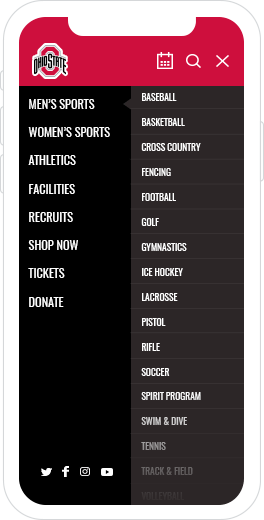 OHIO STATE
MEN'S SPORTS
WOMEN'S SPORTS
ATHLETICS
FACILITIES
RECRUITS
SHOP NOW
TICKETS
DONATE
BASEBALL
BASKETBALL
CROSS COUNTRY
FENCING
FOOTBALL
GOLF
GYMNASTICS
ICE HOCKEY
LACROSSE
PISTOL
RIFLE
SOCCER
SPIRIT PROGRAM
SWIM & DIVE
TENNIS
TRACK & FIELD
VOLLEYBALL